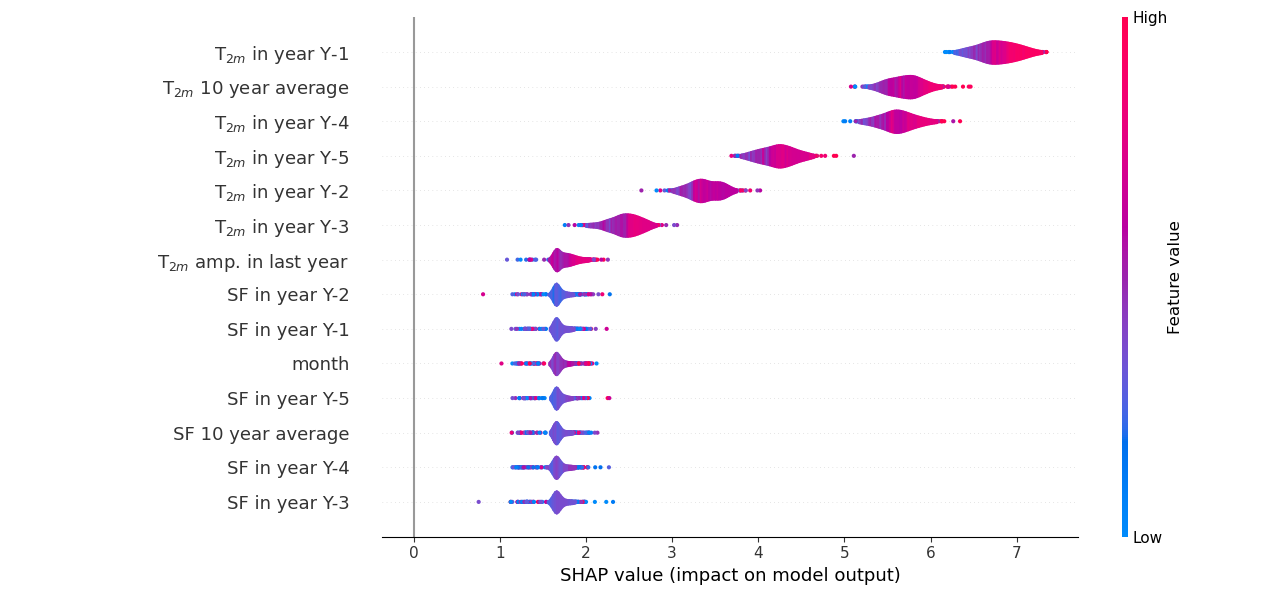 High
T2m in year Y-1
T2m 10 year average
T2m in year Y-4
T2m in year Y-5
T2m in year Y-2
T2m in year Y-3
T2m amp. in last year
SF in year Y-2
SF in year Y-1
month
SF in year Y-5
SF 10 year average
SF in year Y-4
SF in year Y-3
Feature value
Low
0 1 2 3 4 5 6 7
SHAP value (impact on model output)